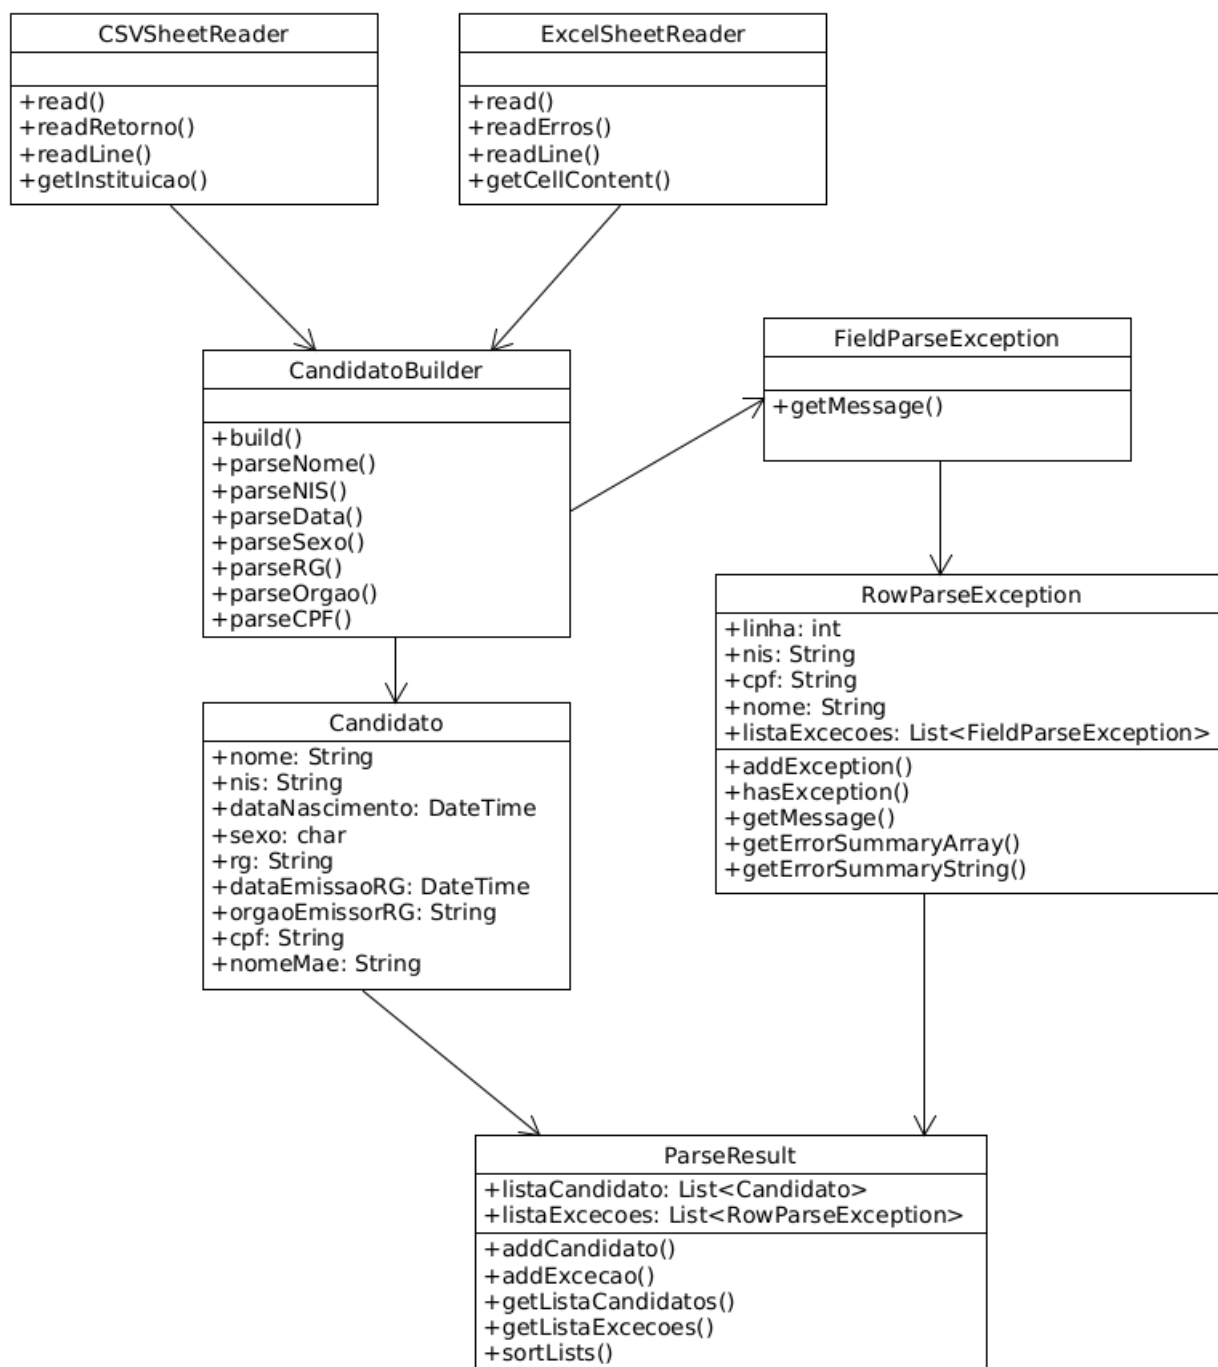 CSVSheetReader
+read()
+readRetorno()
+readLine()
+getInstituicao()
ExcelSheetReader
+read()
+readErros()
+readLine()
+getCellContent()
CandidatoBuilder
+build()
+parseNome()
+parseNIS()
+parseData()
+parseSexo()
+parseRG()
+parseOrgao()
+parseCPF()
FieldParseException
+getMessage()
RowParseException
+linha: int
+nis: String
+cpf: String
+nome: String
+listaExcecoes: List<FieldParseException>
+addException()
+hasException()
+getMessage()
+getErrorSummaryArray()
+getErrorSummaryString()
Candidato
+nome: String
+nis: String
+dataNascimento: DateTime
+sexo: char
+rg: String
+dataEmissaoRG: DateTime
+orgaoEmissorRG: String
+cpf: String
+nomeMae: String
ParseResult
+listaCandidato: List<Candidato>
+listaExcecoes: List<RowParseException>
+addCandidato()
+addExcecao()
+getListaCandidatos()
+getListaExcecoes()
+sortLists()